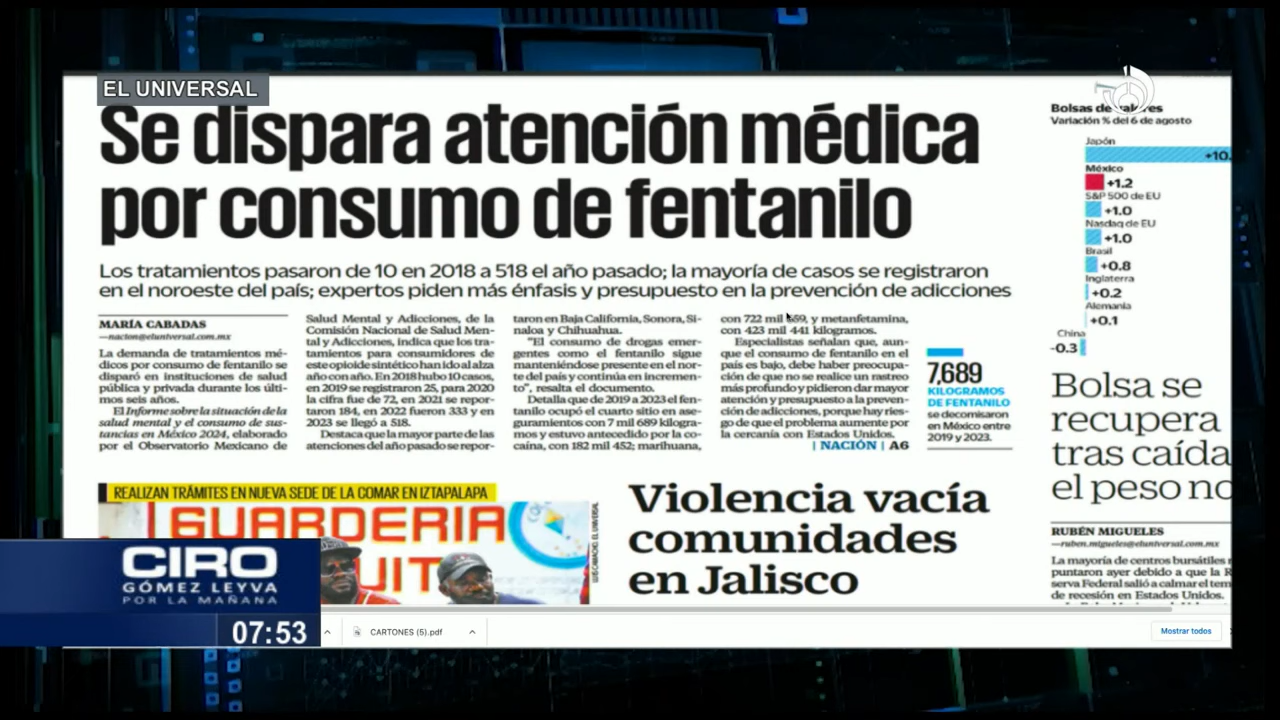 EL UNIVERSAL
Se dispara atención médica
por consumo de fentanilo
Los tratamientos pasaron de 10 en 2018 a 518 el año pasado; la mayoría de casos se registraron
en el noroeste del país; expertos piden más énfasis y presupuesto en la prevención de adicciones
MARÍA CABADAS
—nacion@eluniversal.com.mx
La demanda de tratamientos mé-
dicos por consumo de fentanilo se
disparó en instituciones de salud
pública y privada durante los últi-
mos seis años.
El Informe sobre la situación de la
salud mental y el consumo de sus-
tancias en México 2024, elaborado
por el Observatorio Mexicano de
Salud Mental y Adicciones, de la
Comisión Nacional de Salud Men-
tal y Adicciones, indica que los tra-
tamientos para consumidores de
este opioide sintético han ido al alza
año con año. En 2018 hubo 10 casos,
en 2019 se registraron 25, para 2020
la cifra fue de 72, en 2021 se repor-
taron 184, en 2022 fueron 333 y en
2023 se llegó a 518.
Destaca que la mayor parte de las
atenciones del año pasado se repor-
taron en Baja California, Sonora, Si-
naloa y Chihuahua.
"El consumo de drogas emer-
gentes como el fentanilo sigue
manteniéndose presente en el nor-
te del país y continúa en incremen-
to", resalta el documento.
Detalla que de 2019 a 2023 el fen-
tanilo ocupó el cuarto sitio en ase-
guramientos con 7 mil 689 kilogra-
mos y estuvo antecedido por la co-
caína, con 182 mil 452; marihuana,
con 722 mil 59, y metanfetamina,
con 423 mil 441 kilogramos.
Especialistas señalan que, aun-
que el consumo de fentanilo en el
país es bajo, debe haber preocupa-
ción de que no se realice un rastreo
más profundo y pidieron dar mayor
atención y presupuesto a la preven-
ción de adicciones, porque hay ries-
go de que el problema aumente por
la cercanía con Estados Unidos.
| NACIÓN | A6
7,689
KILOGRAMOS
DE FENTANILO
se decomisaron
en México entre
2019 y 2023.
Bolsas de valores
Variación % del 6 de agosto
Japón
+10.
México
+1.2
S&P 500 de EU
+1.0
Nasdaq de EU
+1.0
Brasil
+0.8
Inglaterra
+0.2
Alemania
+0.1
China
-0.3
Bolsa se
recupera
tras caída
el peso no
RUBÉN MIGUELES
—ruben.migueles@eluniversal.com.mx
La mayoría de centros bursátiles r
puntaron ayer debido a que la R
serva Federal salió a calmar el tem
de recesión en Estados Unidos.
REALIZAN TRÁMITES EN NUEVA SEDE DE LA COMAR EN IZTAPALAPA
GUARDERIA
UIT
EL UNIVERSAL
Violencia vacía
comunidades
en Jalisco
CIRO
GÓMEZ LEYVA
POR LA MAÑANA
07:53
CARTONES (5).pdf
Mostrar todos